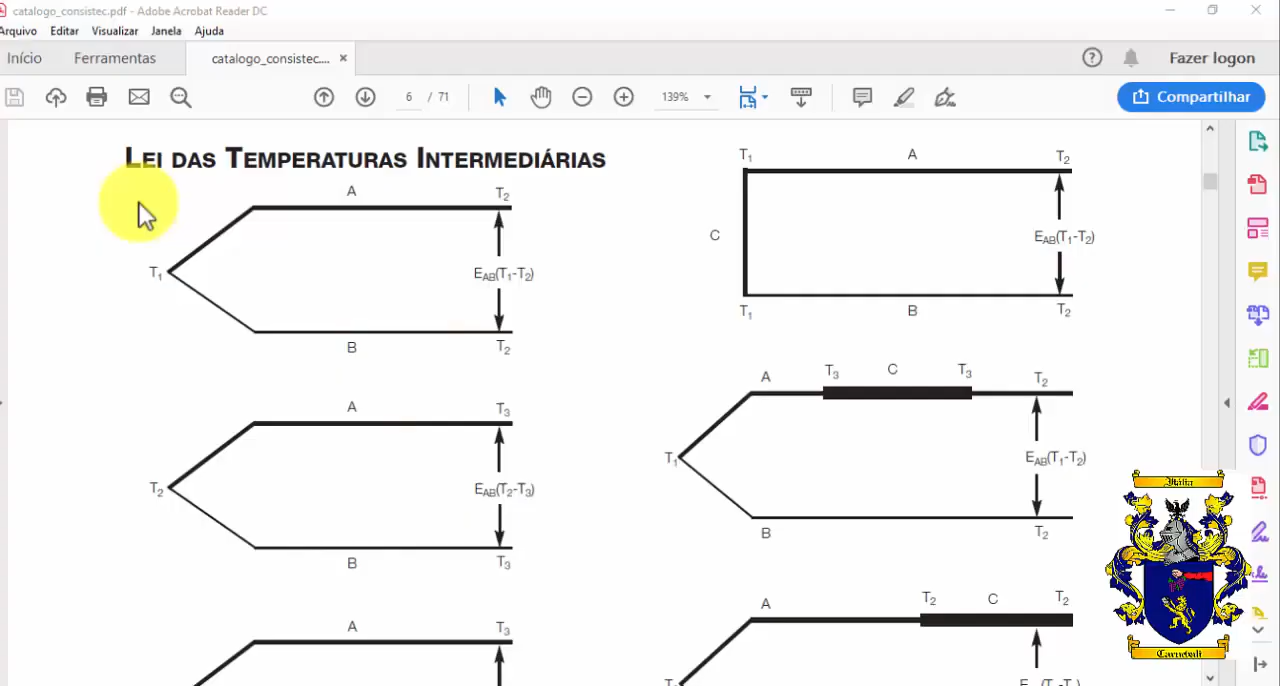 catalogo_consistec.pdf - Adobe Acrobat Reader DC
Arquivo Editar Visualizar Janela Ajuda
Início Ferramentas catalogo_consistec.... × Fazer logon
6 / 71 139% Compartilhar
LEI DAS TEMPERATURAS INTERMEDIÁRIAS
A T2
T1 EAB(T1-T2)
B T2
A T3
T2 EAB(T2-T3)
B T3
A T3
T1 A T2
C EAB(T1-T2)
T1 B T2
A T3 C T3 T2
T1 EAB(T1-T2)
B T2
A T2 C T2
Itália
Carnevalli